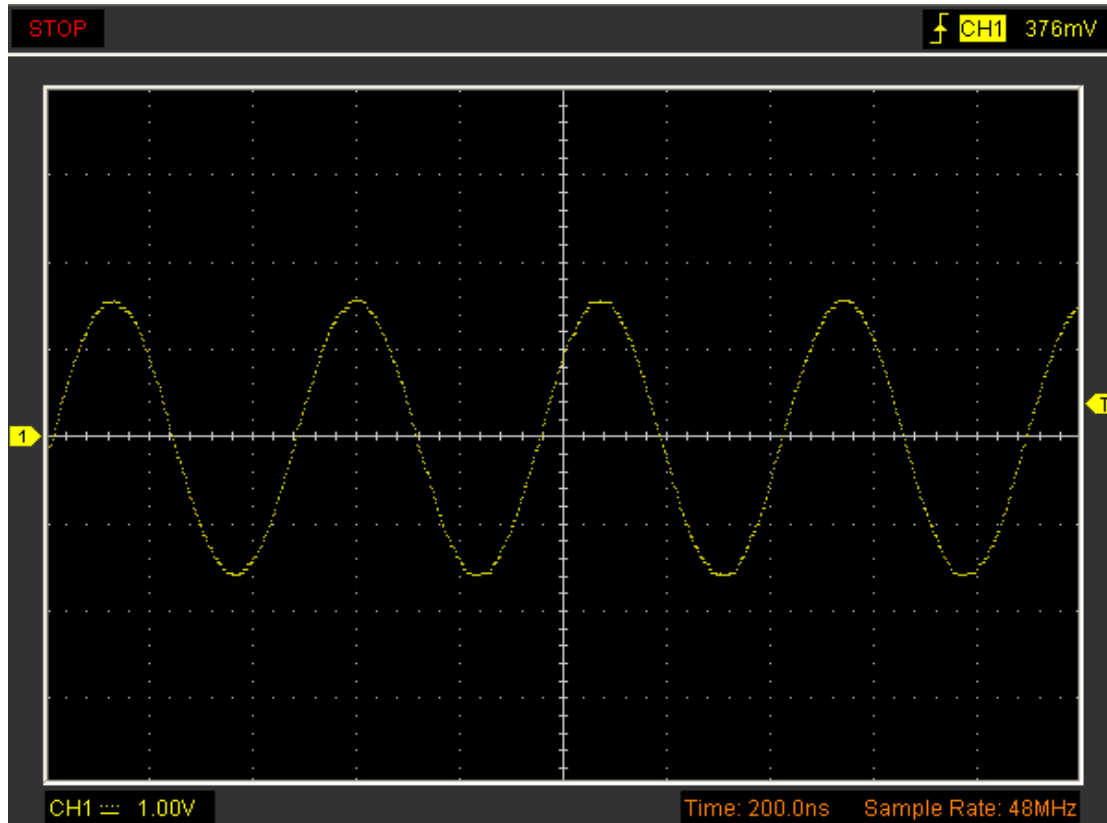 STOP
CH1 376mV
1
T
CH1 1.00V
Time: 200.0ns Sample Rate: 48MHz